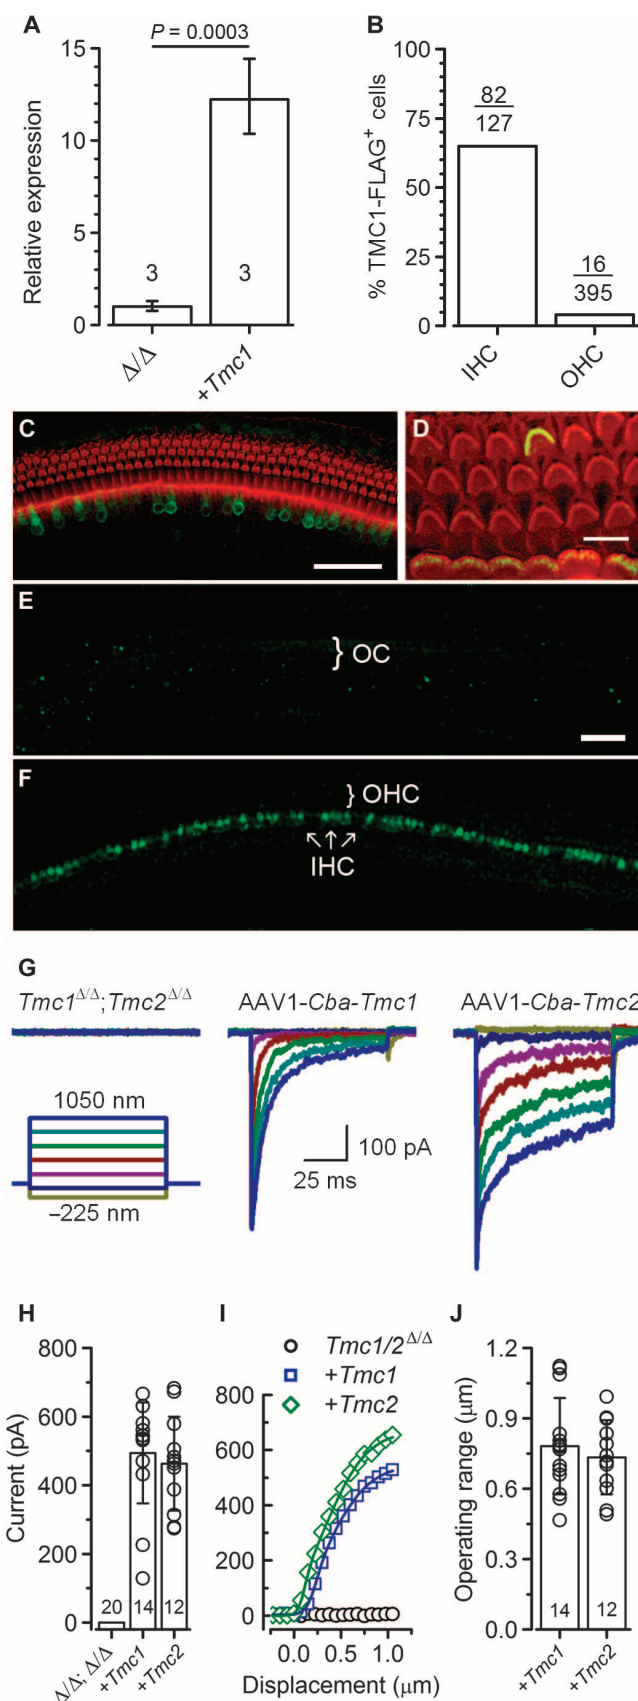 A
P = 0.0003
15
10
5
0
Relative expression
3
3
Δ/Δ
+Tmc1
B
100
75
50
25
0
% TMC1-FLAG+ cells
82
127
16
395
IHC
OHC
C
D
E
} OC
F
} OHC
↖ ↑ ↗
IHC
G
Tmc1Δ/Δ;Tmc2Δ/Δ
AAV1-Cba-Tmc1
AAV1-Cba-Tmc2
1050 nm
–225 nm
100 pA
25 ms
H
800
600
400
200
0
Current (pA)
20
14
12
Δ/Δ; Δ/Δ
+Tmc1
+Tmc2
I
Tmc1/2Δ/Δ
+Tmc1
+Tmc2
800
600
400
200
0
0.0
0.5
1.0
Displacement (μm)
J
1.2
0.9
0.6
0.3
0.0
Operating range (μm)
14
12
+Tmc1
+Tmc2